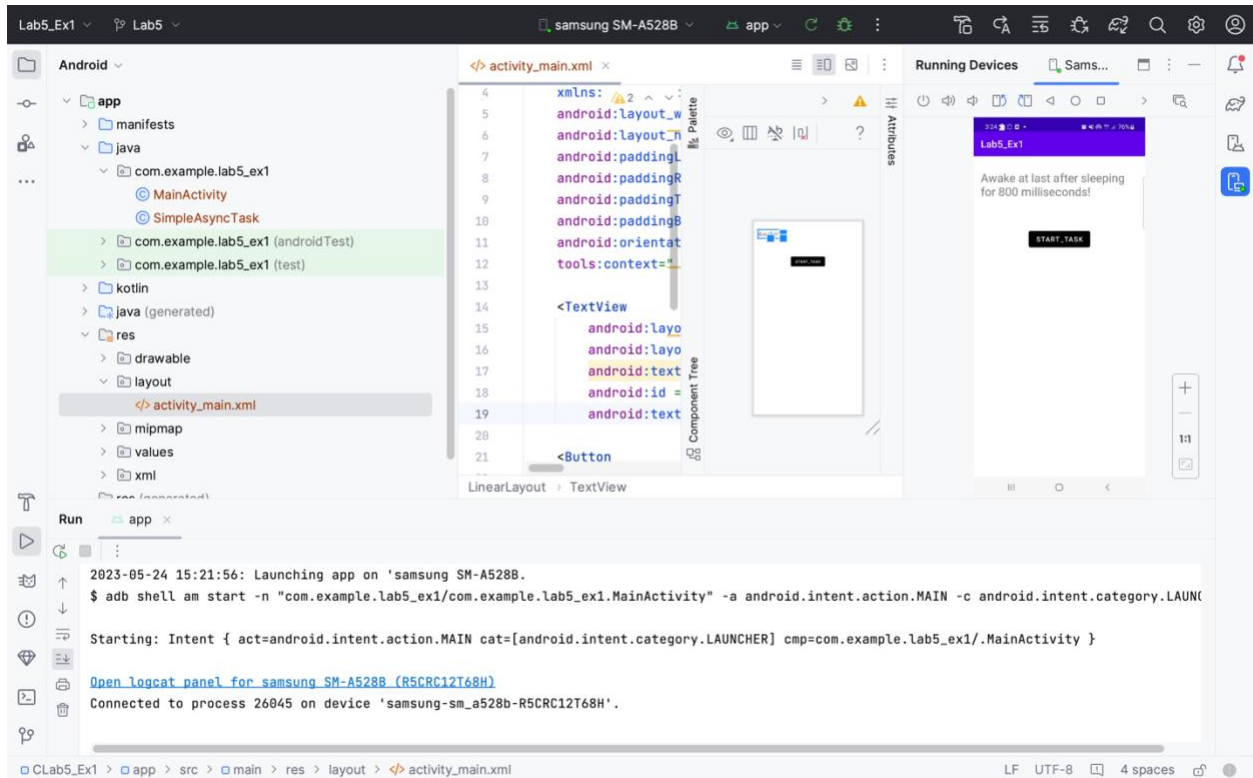 Lab5_Ex1 Lab5 samsung SM-A528B app
Android
app
manifests
java
com.example.lab5_ex1
MainActivity
SimpleAsyncTask
com.example.lab5_ex1 (androidTest)
com.example.lab5_ex1 (test)
kotlin
java (generated)
res
drawable
layout
activity_main.xml
mipmap
values
xml
res (generated)
activity_main.xml
4 xmlns: 2
5 android:layout_w
6 android:layout_h
7 android:paddingL
8 android:paddingR
9 android:paddingT
10 android:paddingB
11 android:orientat
12 tools:context="
13
14 <TextView
15 android:layo
16 android:layo
17 android:text
18 android:id =
19 android:text
20
21 <Button
LinearLayout > TextView
Palette
Component Tree
?
START_TASK
Attributes
Running Devices Sams...
3:24 76%
Lab5_Ex1
Awake at last after sleeping
for 800 milliseconds!
START_TASK
1:1
Run app
2023-05-24 15:21:56: Launching app on 'samsung SM-A528B.
$ adb shell am start -n "com.example.lab5_ex1/com.example.lab5_ex1.MainActivity" -a android.intent.action.MAIN -c android.intent.category.LAUNC
Starting: Intent { act=android.intent.action.MAIN cat=[android.intent.category.LAUNCHER] cmp=com.example.lab5_ex1/.MainActivity }
Open logcat panel for samsung SM-A528B (R5CRC12T68H)
Connected to process 26045 on device 'samsung-sm_a528b-R5CRC12T68H'.
CLab5_Ex1 > app > src > main > res > layout > activity_main.xml LF UTF-8 4 spaces